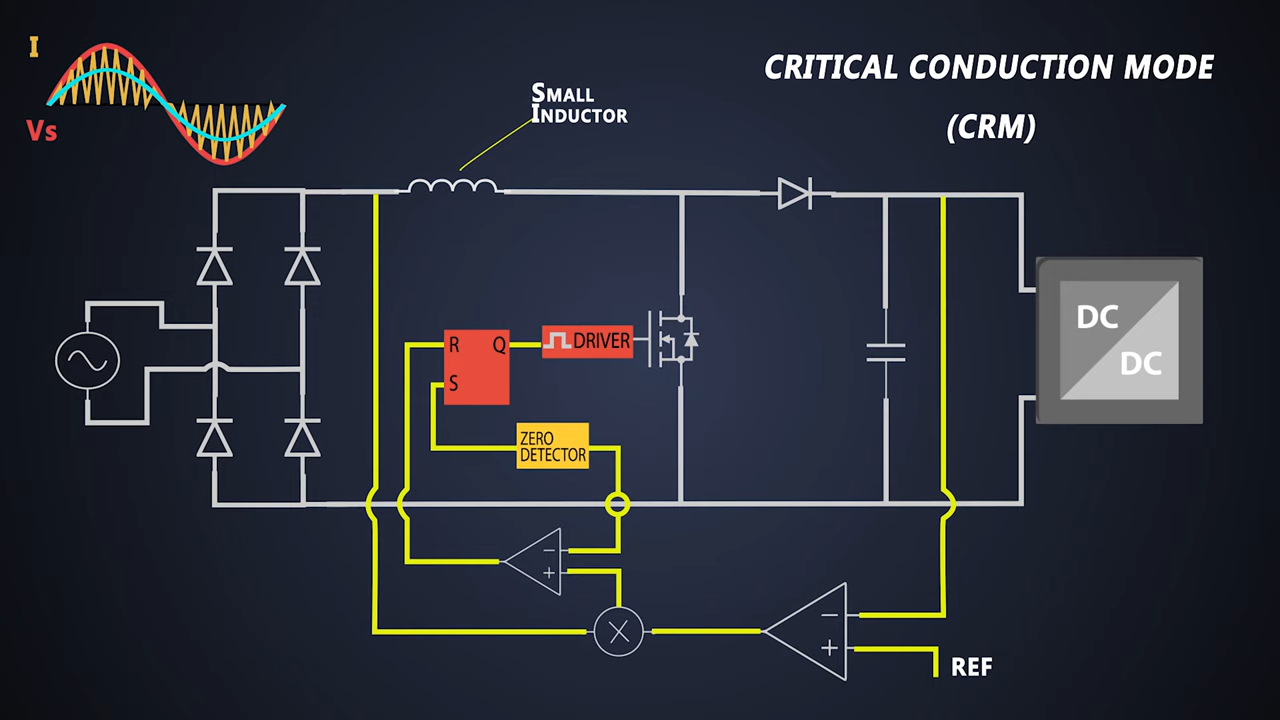 I
Vs
CRITICAL CONDUCTION MODE
(CRM)
SMALL
INDUCTOR
DC
DC
R
Q
S
DRIVER
ZERO
DETECTOR
−
+
−
+
REF